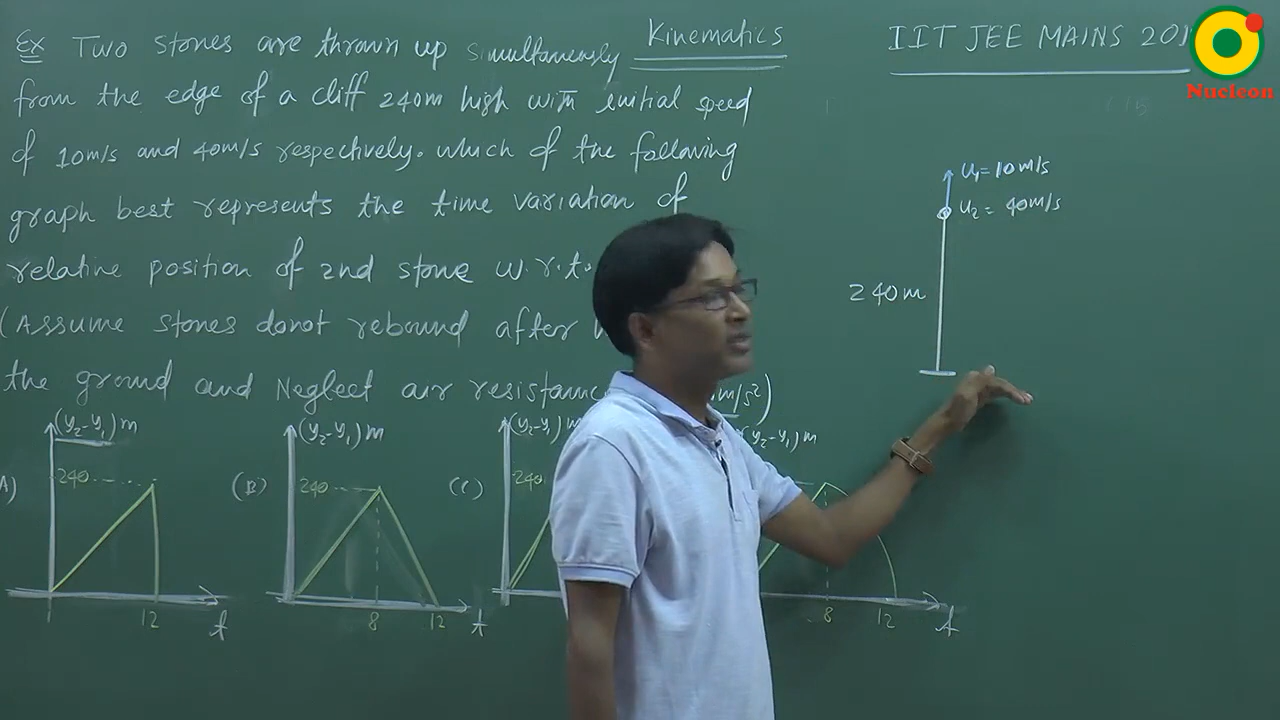 Ex Two stones are thrown up simultaneously
from the edge of a cliff 240m high with initial speed
of 10m/s and 40m/s respectively. which of the following
graph best represents the time variation of
relative position of 2nd stone w.r.t.
(Assume stones donot rebound after
the ground and Neglect air resistance m/s²)
Kinematics
IIT JEE MAINS 201
Nucleon
u₁=10m/s
u₂= 40m/s
240m
A) (y₂-y₁)m 240 12 t
(B) (y₂-y₁)m 240 8 12 t
(C) (y₂-y₁)m 240
(y₂-y₁)m 8 12 t